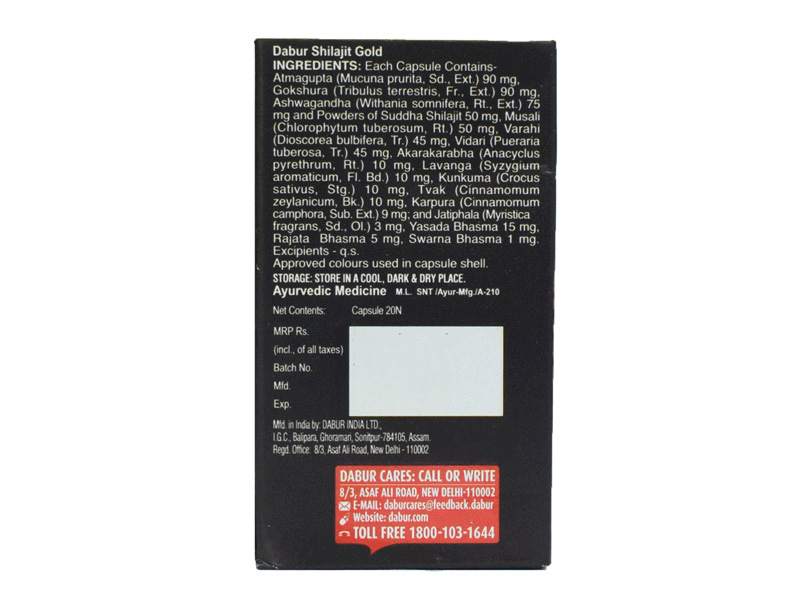 Dabur Shilajit Gold
INGREDIENTS: Each Capsule Contains-
Atmagupta (Mucuna prurita, Sd., Ext.) 90 mg,
Gokshura (Tribulus terrestris, Fr., Ext.) 90 mg,
Ashwagandha (Withania somnifera, Rt., Ext.) 75
mg and Powders of Suddha Shilajit 50 mg, Musali
(Chlorophytum tuberosum, Rt.) 50 mg, Varahi
(Dioscorea bulbifera, Tr.) 45 mg, Vidari (Pueraria
tuberosa, Tr.) 45 mg, Akarakarabha (Anacyclus
pyrethrum, Rt.) 10 mg, Lavanga (Syzygium
aromaticum, Fl. Bd.) 10 mg, Kunkuma (Crocus
sativus, Stg.) 10 mg, Tvak (Cinnamomum
zeylanicum, Bk.) 10 mg, Karpura (Cinnamomum
camphora, Sub. Ext.) 9 mg; and Jatiphala (Myristica
fragrans, Sd., Ol.) 3 mg, Yasada Bhasma 15 mg,
Rajata Bhasma 5 mg, Swarna Bhasma 1 mg.
Excipients - q.s.
Approved colours used in capsule shell.
STORAGE: STORE IN A COOL, DARK & DRY PLACE.
Ayurvedic Medicine M.L. SNT /Ayur-Mfg./A-210
Net Contents: Capsule 20N
MRP Rs.
(incl., of all taxes)
Batch No.
Mfd.
Exp.
Mfd. in India by: DABUR INDIA LTD.,
I.G.C., Balipara, Ghoraman, Sonitpur-784105, Assam.
Regd. Office: 8/3, Asaf Ali Road, New Delhi - 110002
DABUR CARES: CALL OR WRITE
8/3, ASAF ALI ROAD, NEW DELHI-110002
E-MAIL: daburcares@feedback.dabur
Website: dabur.com
TOLL FREE 1800-103-1644